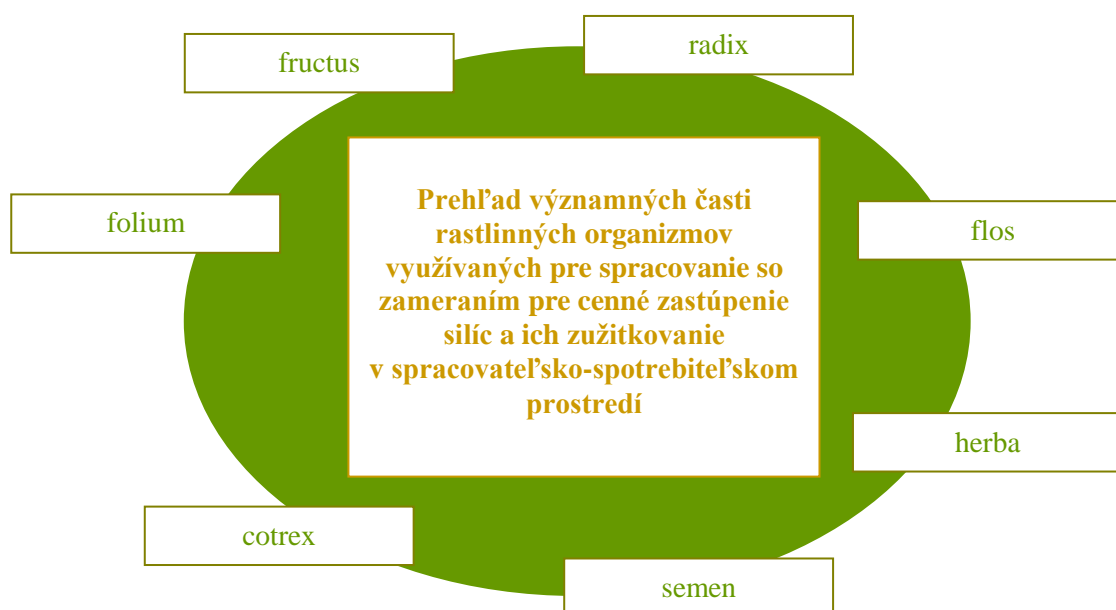 radix
fructus
folium
flos
Prehľad významných časti
rastlinných organizmov
využívaných pre spracovanie so
zameraním pre cenné zastúpenie
silíc a ich zužitkovanie
v spracovateľsko-spotrebiteľskom
prostredí
herba
cotrex
semen